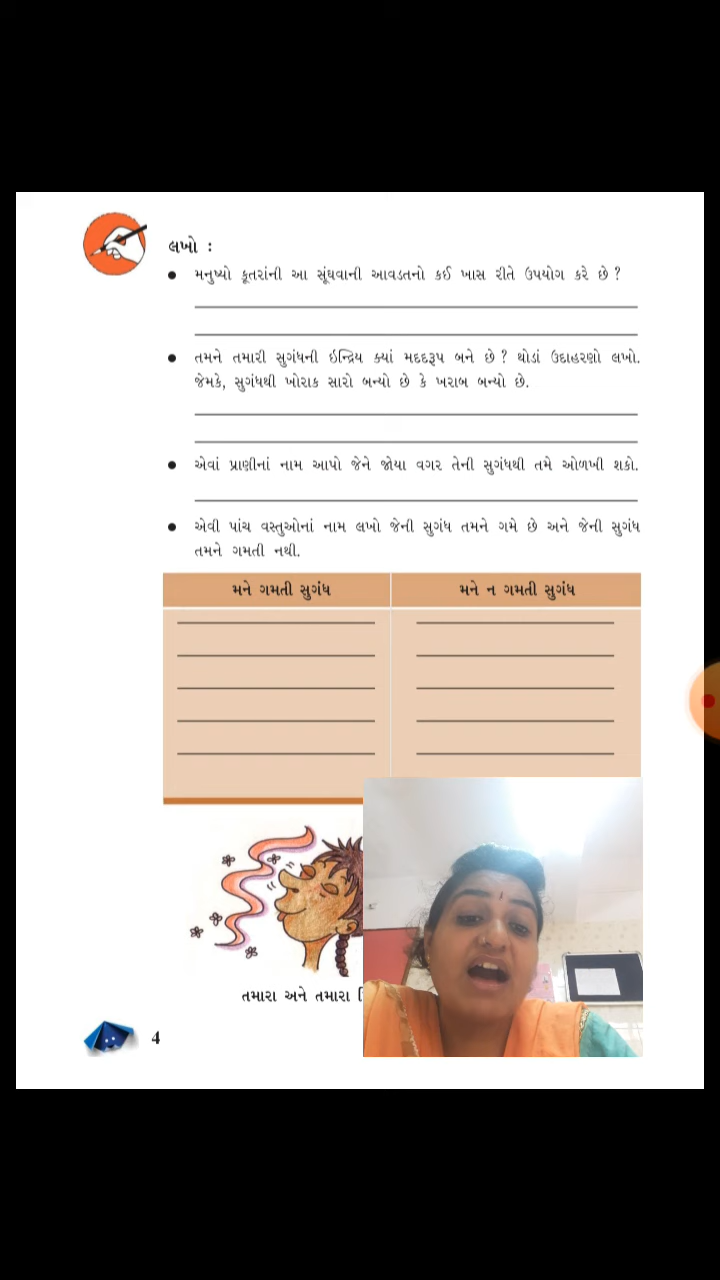 લખો :
• મનુષ્યો કૂતરાંની આ સૂંઘવાની આવડતનો કઈ ખાસ રીતે ઉપયોગ કરે છે ?
• તમને તમારી સુગંધની ઇન્દ્રિય ક્યાં મદદરૂપ બને છે ? થોડાં ઉદાહરણો લખો.
જેમકે, સુગંધથી ખોરાક સારો બન્યો છે કે ખરાબ બન્યો છે.
• એવાં પ્રાણીનાં નામ આપો જેને જોયા વગર તેની સુગંધથી તમે ઓળખી શકો.
• એવી પાંચ વસ્તુઓનાં નામ લખો જેની સુગંધ તમને ગમે છે અને જેની સુગંધ
તમને ગમતી નથી.
મને ગમતી સુગંધ મને ન ગમતી સુગંધ
તમારા અને તમારા
4